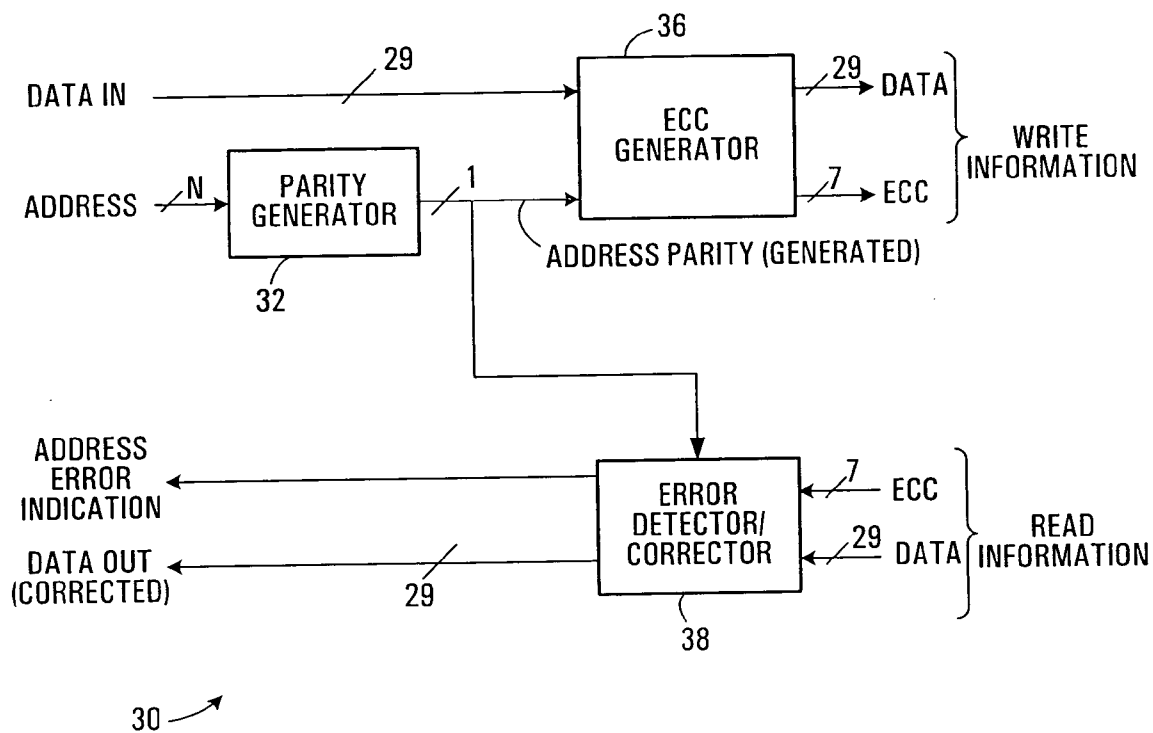 36
29
DATA IN
ECC
GENERATOR
29
DATA
WRITE
INFORMATION
ADDRESS
N
PARITY
GENERATOR
1
7
ECC
ADDRESS PARITY (GENERATED)
32
ADDRESS
ERROR
INDICATION
ERROR
DETECTOR/
CORRECTOR
7
ECC
29
DATA
READ
INFORMATION
DATA OUT
(CORRECTED)
29
38
30